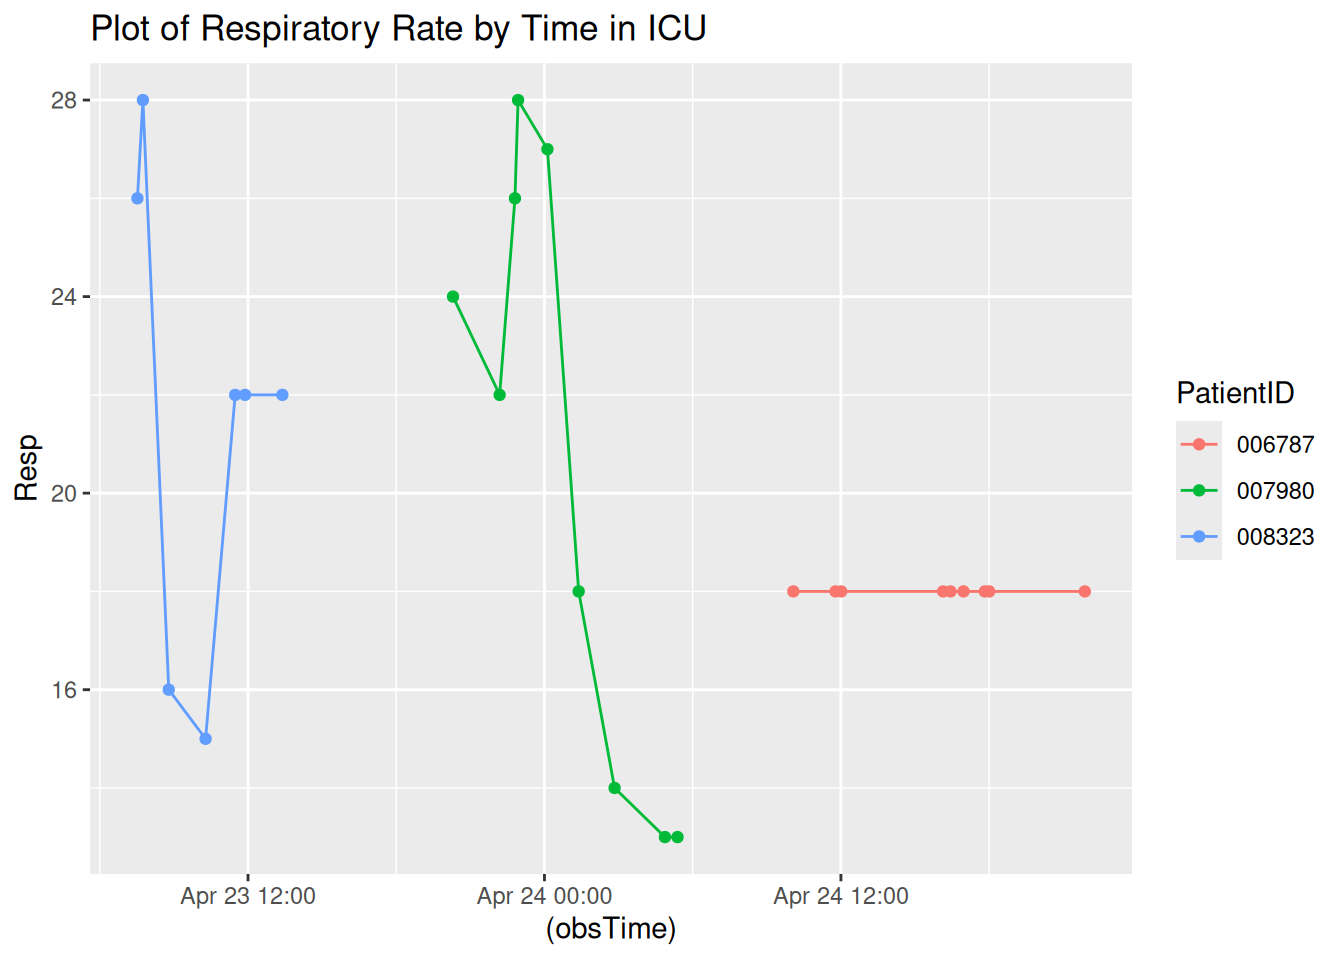 Plot of Respiratory Rate by Time in ICU
28
24
20
16
Resp
Apr 23 12:00
Apr 24 00:00
Apr 24 12:00
(obsTime)
PatientID
006787
007980
008323